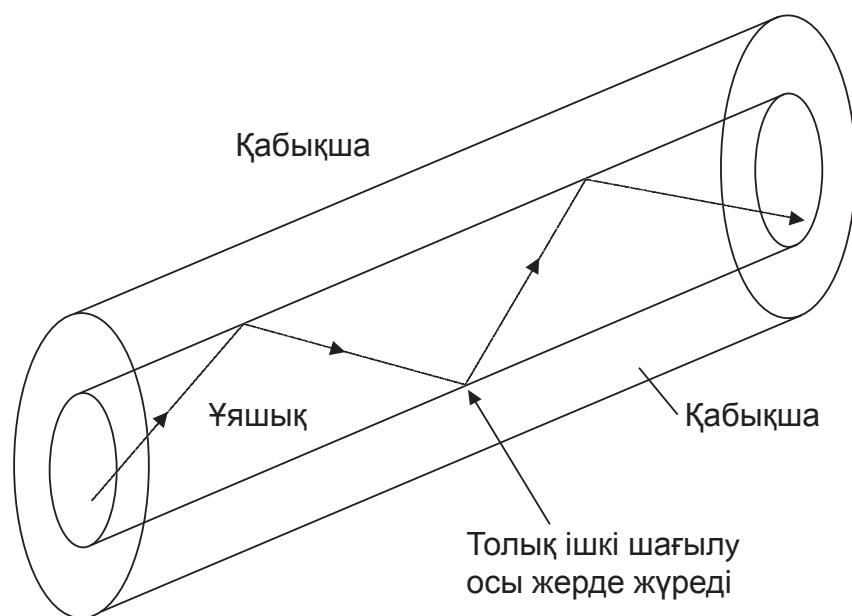 Қабықша
Ұяшық
Қабықша
Толық ішкі шағылу
осы жерде жүреді